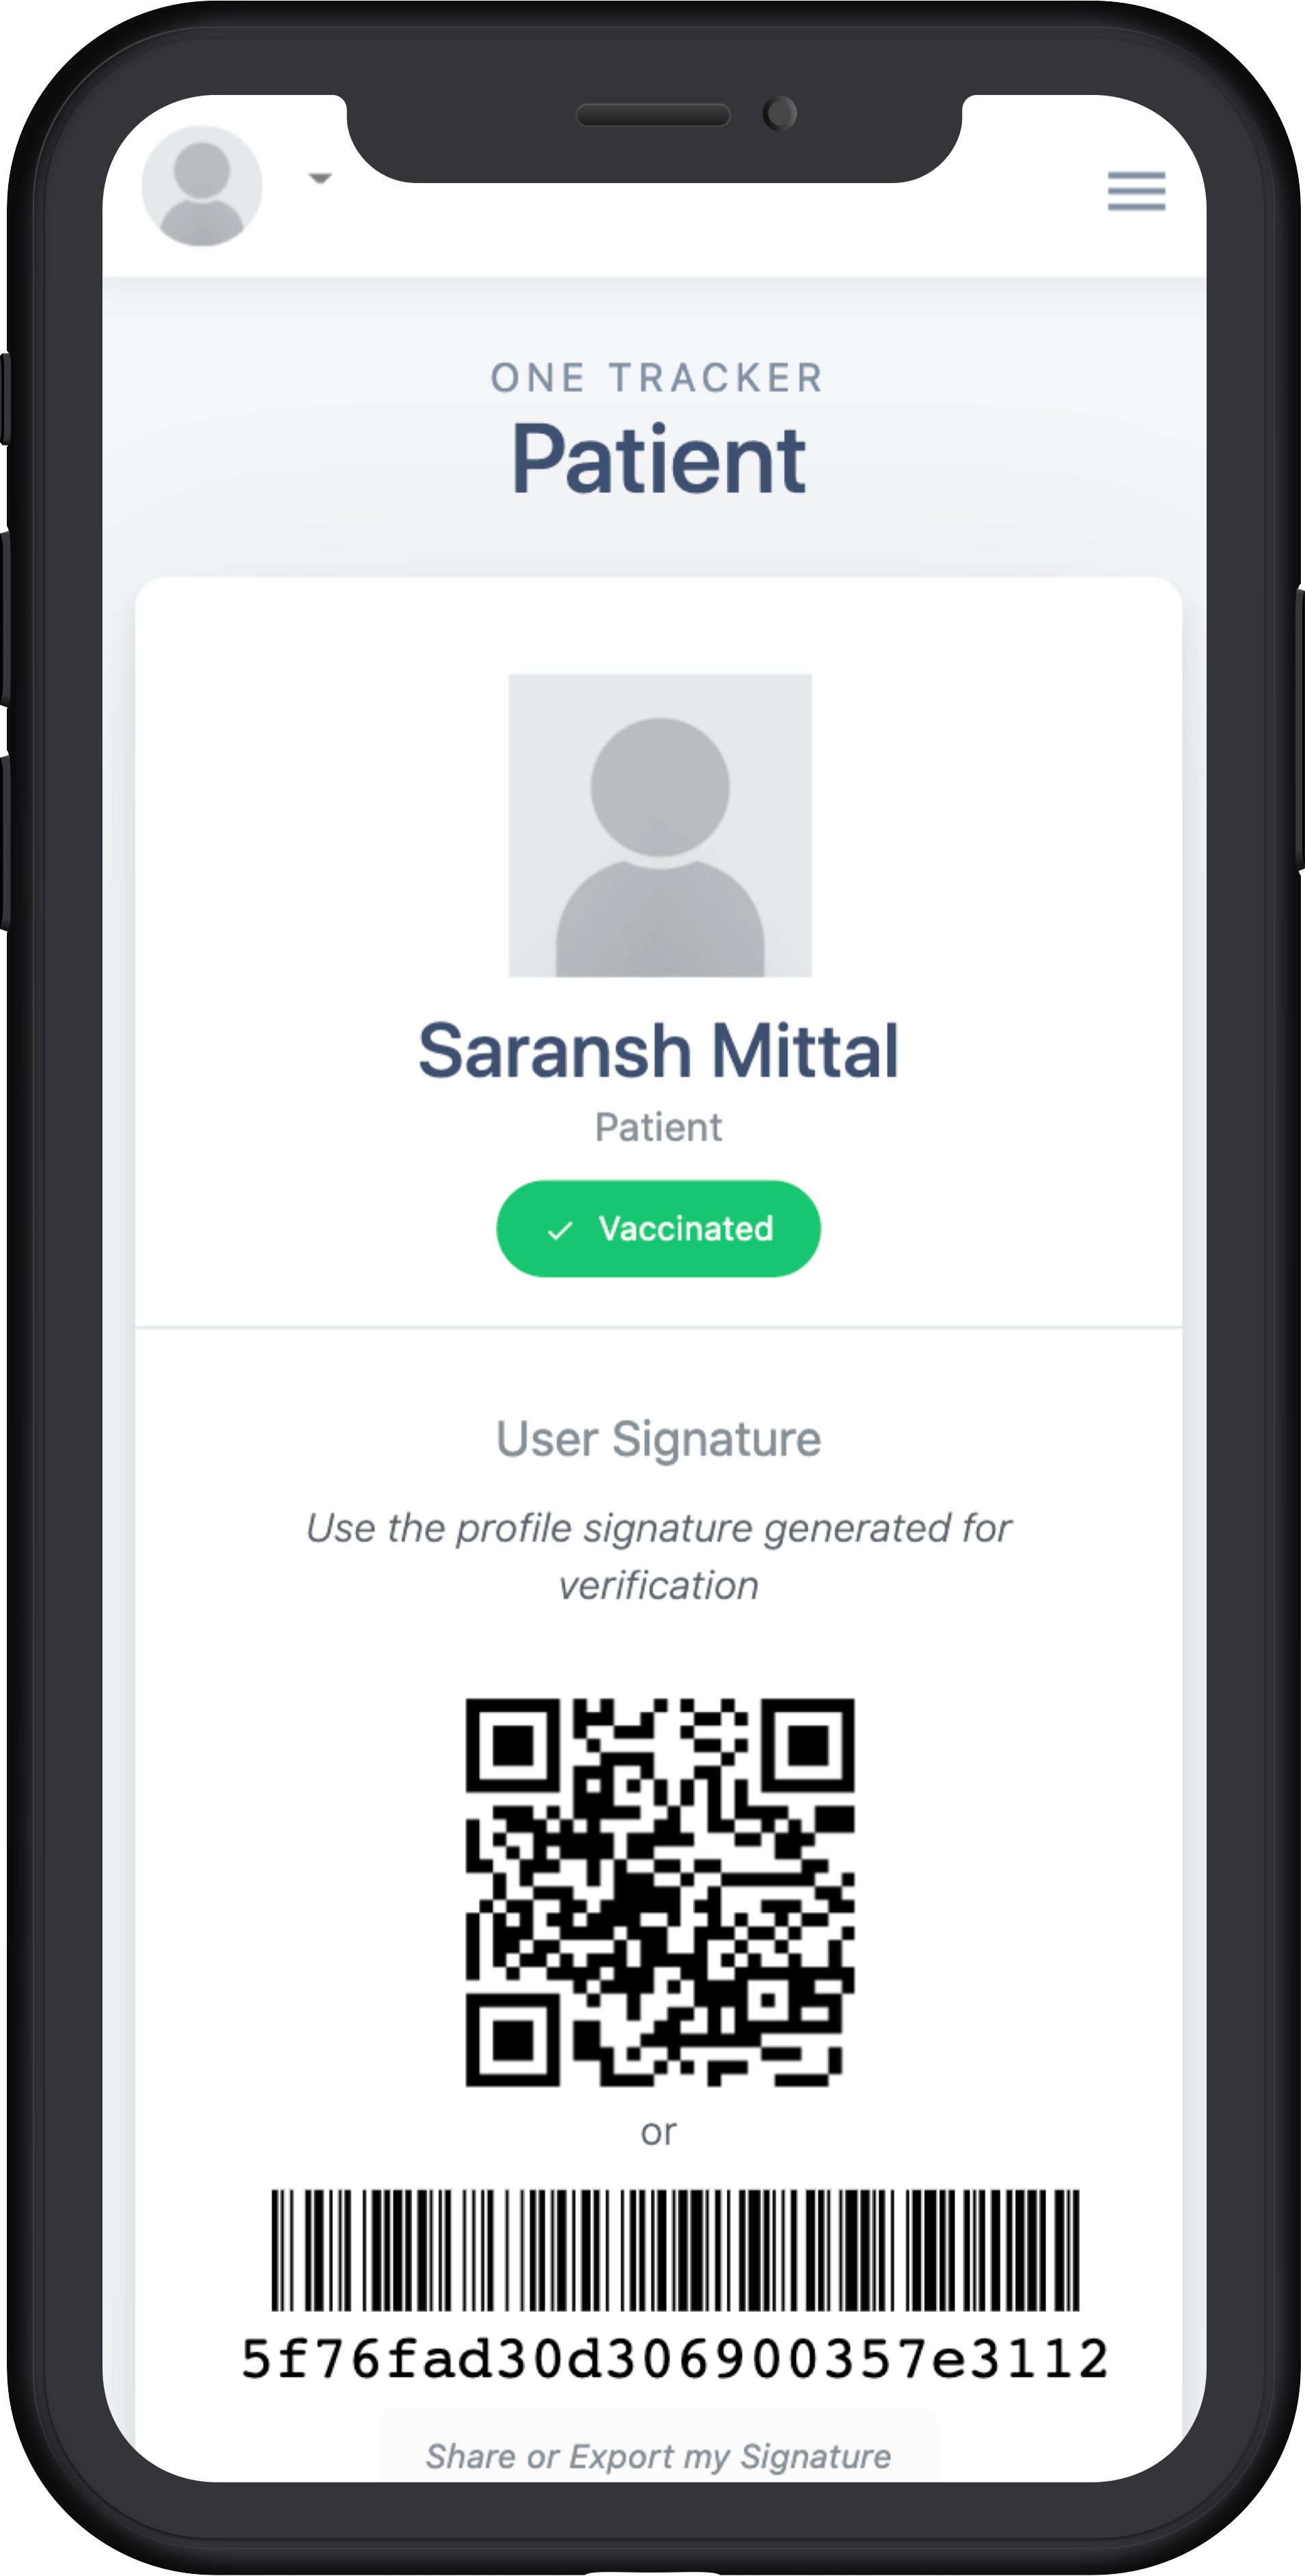 ONE TRACKER
Patient
Saransh Mittal
Patient
Vaccinated
User Signature
Use the profile signature generated for
verification
or
5f76fad30d306900357e3112
Share or Export my Signature